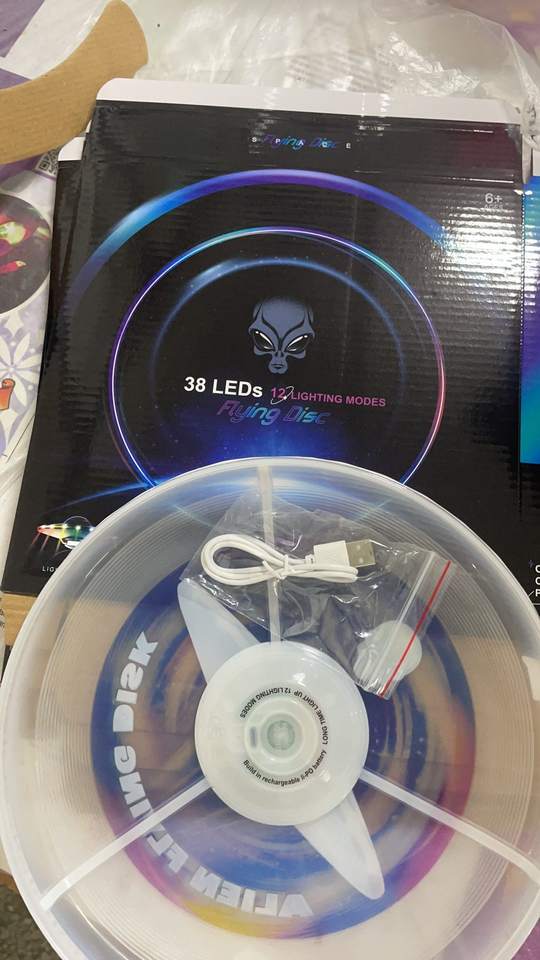 Flying Disc
6+
38 LEDs 12 LIGHTING MODES
Flying Disc
12 LIGHTING MODES
LONG TIME LIGHT UP
Build in rechargeable li-PO battery
ALIEN FLYING DISK